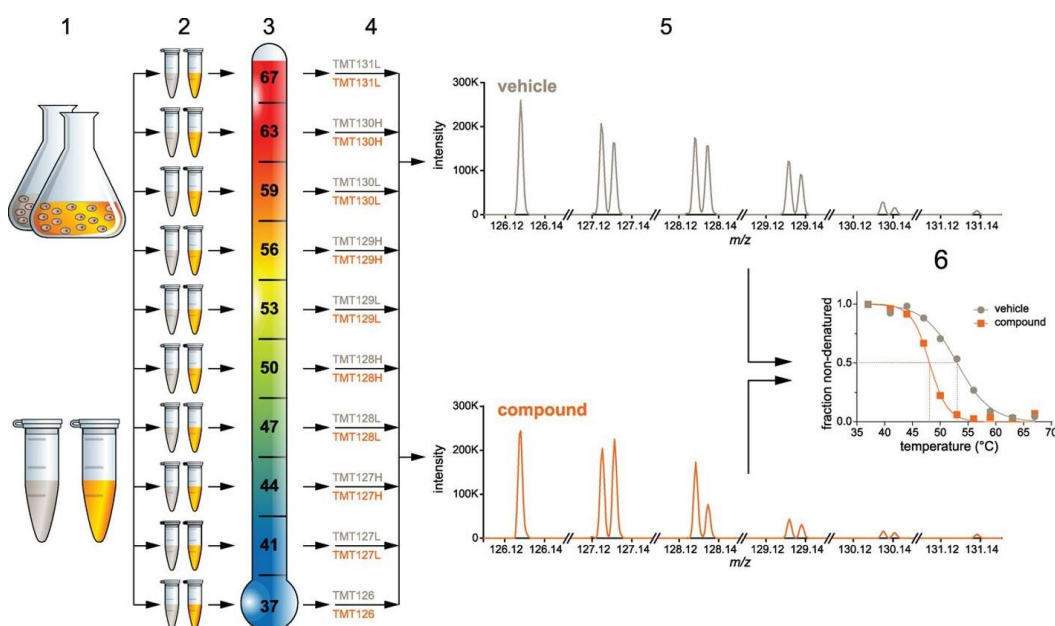 1 2 3 4 5
67 TMT131L
TMT131L
63 TMT130H
TMT130H
59 TMT130L
TMT130L
56 TMT129H
TMT129H
53 TMT129L
TMT129L
50 TMT128H
TMT128H
47 TMT128L
TMT128L
44 TMT127H
TMT127H
41 TMT127L
TMT127L
37 TMT126
TMT126
vehicle
intensity
300K
200K
100K
0
126.12 126.14 127.12 127.14 128.12 128.14 129.12 129.14 130.12 130.14 131.12 131.14
m/z
compound
intensity
300K
200K
100K
0
126.12 126.14 127.12 127.14 128.12 128.14 129.12 129.14 130.12 130.14 131.12 131.14
m/z
6
fraction non-denatured
1.0
0.5
0.0
vehicle
compound
35 40 45 50 55 60 65 70
temperature (°C)